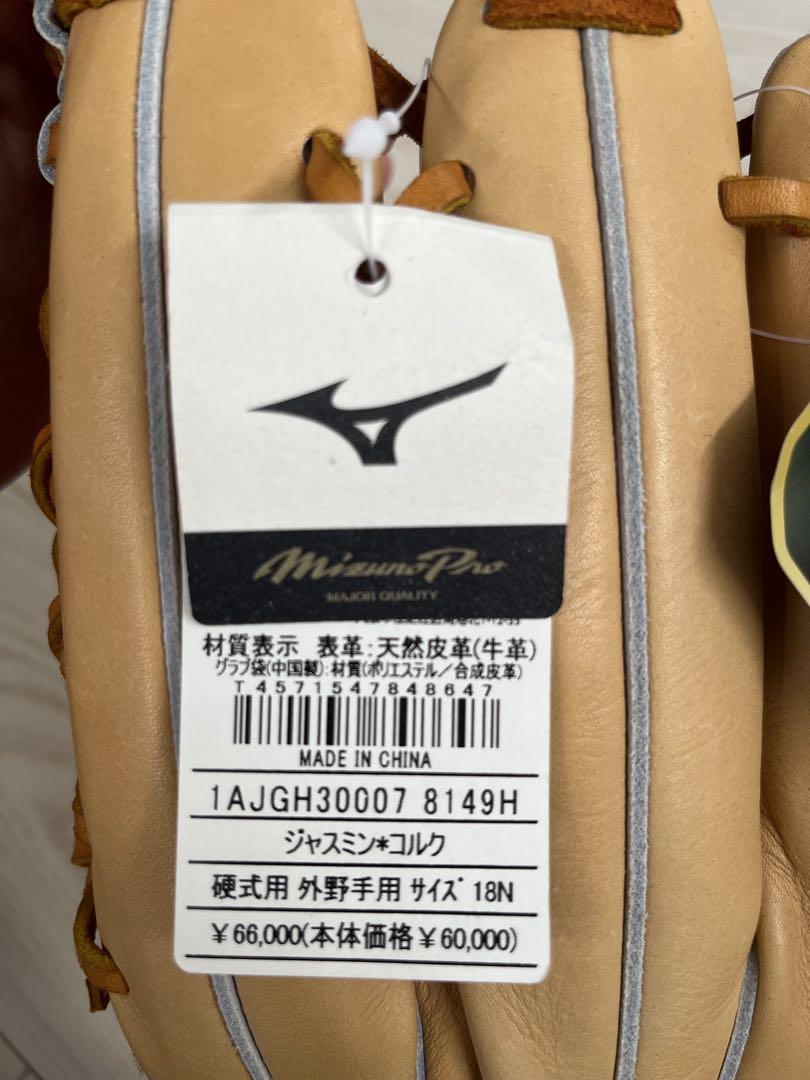 Mizuno Pro
MAJOR QUALITY
材質表示 表革:天然皮革(牛革)
グラブ袋(中国製):材質(ポリエステル/合成皮革)
T4571547848647
MADE IN CHINA
1AJGH30007 8149H
ジャスミン*コルク
硬式用 外野手用 サイズ 18N
¥66,000(本体価格¥60,000)